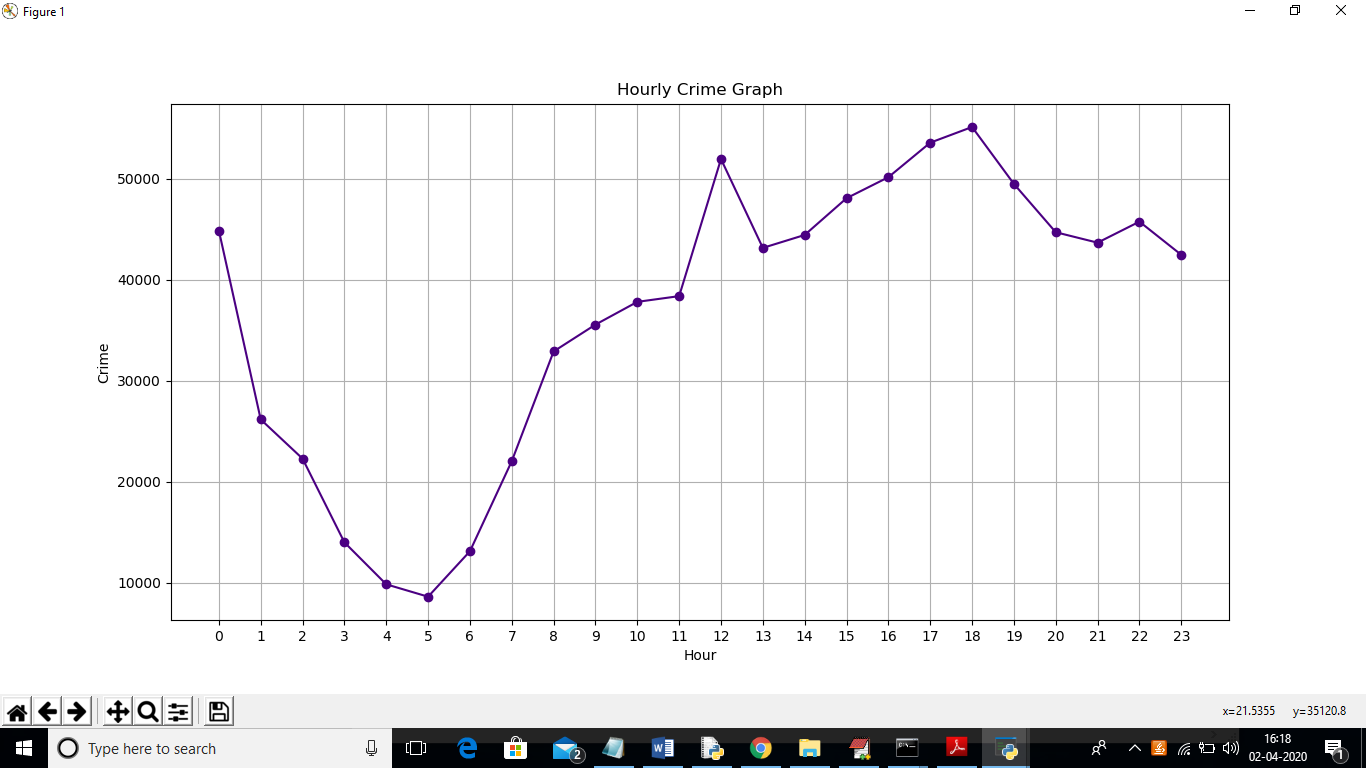 Figure 1
Hourly Crime Graph
50000
40000
30000
20000
10000
Crime
0 1 2 3 4 5 6 7 8 9 10 11 12 13 14 15 16 17 18 19 20 21 22 23
Hour
x=21.5355 y=35120.8
Type here to search
2
16:18
02-04-2020
1